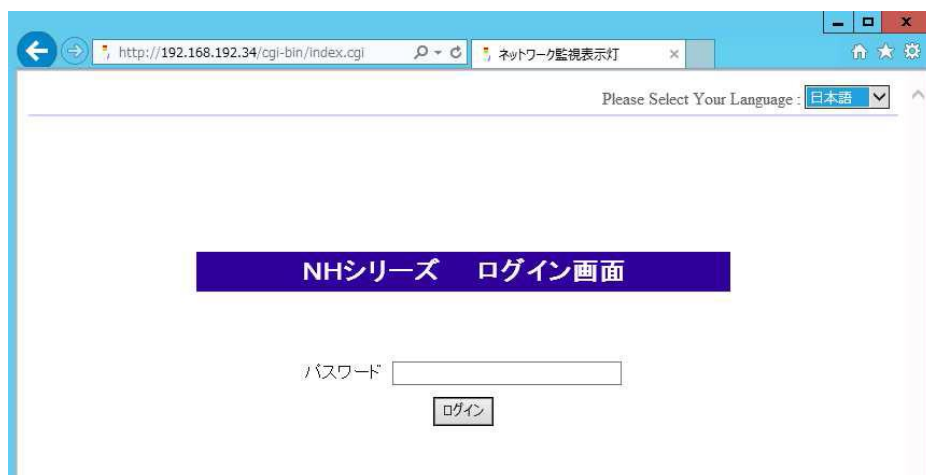 http://192.168.192.34/cgi-bin/index.cgi
ネットワーク監視表示灯
Please Select Your Language : 日本語
NHシリーズ ログイン画面
パスワード
ログイン